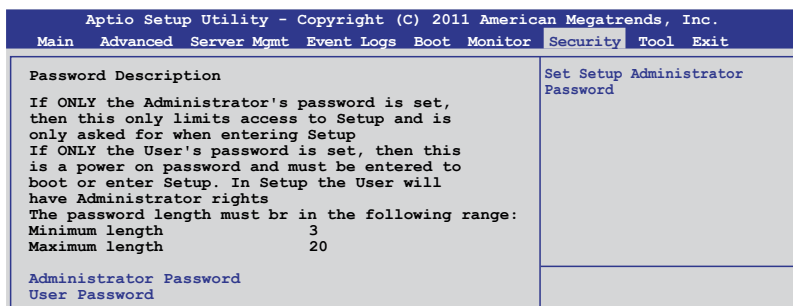 Aptio Setup Utility - Copyright (C) 2011 American Megatrends, Inc.
Main Advanced Server Mgmt Event Logs Boot Monitor Security Tool Exit
Password Description
If ONLY the Administrator's password is set,
then this only limits access to Setup and is
only asked for when entering Setup
If ONLY the User's password is set, then this
is a power on password and must be entered to
boot or enter Setup. In Setup the User will
have Administrator rights
The password length must br in the following range:
Minimum length 3
Maximum length 20
Administrator Password
User Password
Set Setup Administrator
Password